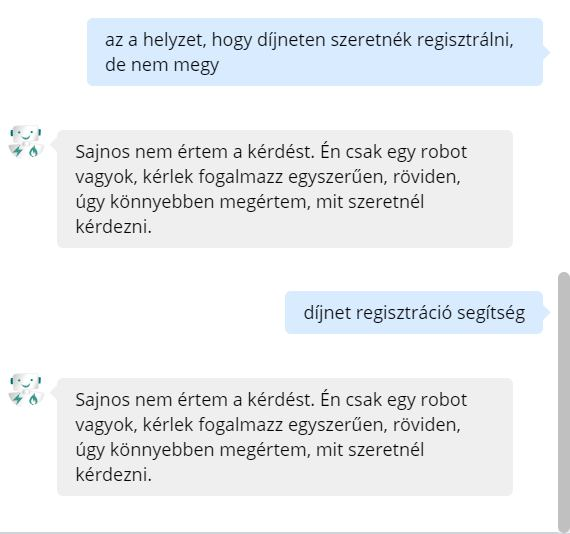 az a helyzet, hogy díjneten szeretnék regisztrálni,
de nem megy
Sajnos nem értem a kérdést. Én csak egy robot
vagyok, kérlek fogalmazz egyszerűen, röviden,
úgy könnyebben megértem, mit szeretnél
kérdezni.
díjnet regisztráció segítség
Sajnos nem értem a kérdést. Én csak egy robot
vagyok, kérlek fogalmazz egyszerűen, röviden,
úgy könnyebben megértem, mit szeretnél
kérdezni.